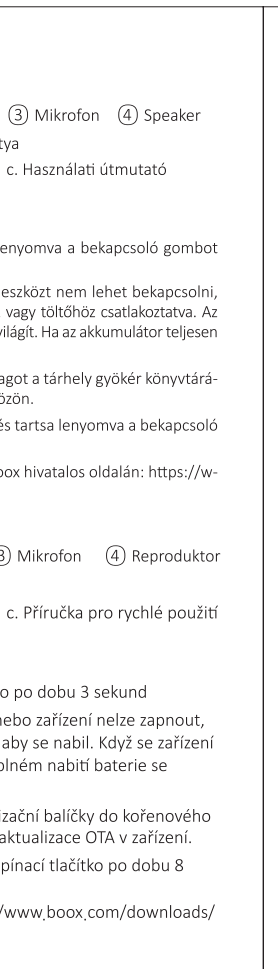 ③ Mikrofon ④ Speaker
tya
c. Használati útmutató
lenyomva a bekapcsoló gombot
eszközt nem lehet bekapcsolni,
vagy töltőhöz csatlakoztatva. Az
világít. Ha az akkumulátor teljesen
agot a tárhely gyökér könyvtárá-
özön.
és tartsa lenyomva a bekapcsoló
ox hivatalos oldalán: https://w-
③ Mikrofon ④ Reproduktor
c. Příručka pro rychlé použití
o po dobu 3 sekund
nebo zařízení nelze zapnout,
aby se nabil. Když se zařízení
plném nabití baterie se
izační balíčky do kořenového
aktualizace OTA v zařízení.
pínací tlačítko po dobu 8
/www.boox.com/downloads/